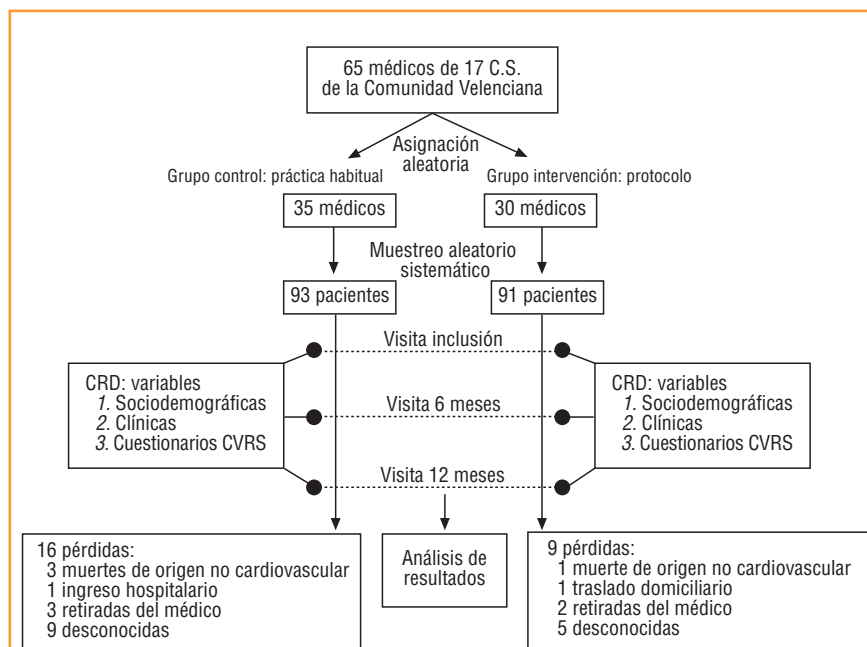 65 médicos de 17 C.S.
de la Comunidad Velenciana
Asignación
aleatoria
Grupo control: práctica habitual
Grupo intervención: protocolo
35 médicos
30 médicos
Muestreo aleatorio
sistemático
93 pacientes
91 pacientes
Visita inclusión
CRD: variables
1. Sociodemográficas
2. Clínicas
3. Cuestionarios CVRS
CRD: variables
1. Sociodemográficas
2. Clínicas
3. Cuestionarios CVRS
Visita 6 meses
Visita 12 meses
16 pérdidas:
3 muertes de origen no cardiovascular
1 ingreso hospitalario
3 retiradas del médico
9 desconocidas
Análisis de
resultados
9 pérdidas:
1 muerte de origen no cardiovascular
1 traslado domiciliario
2 retiradas del médico
5 desconocidas